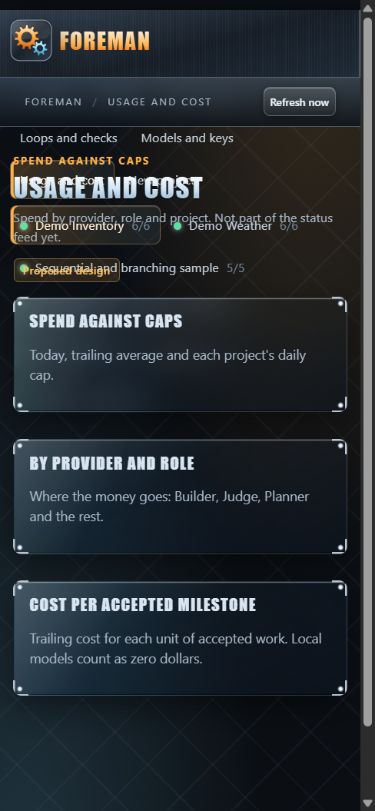 FOREMAN
FOREMAN / USAGE AND COST
Refresh now
Loops and checks
Models and keys
SPEND AGAINST CAPS
USAGE AND COST
Spend by provider, role and project. Not part of the status
feed yet.
Demo Inventory 6/6
Demo Weather 6/6
Sequential and branching sample 5/5
Proposed design
SPEND AGAINST CAPS
Today, trailing average and each project's daily
cap.
BY PROVIDER AND ROLE
Where the money goes: Builder, Judge, Planner
and the rest.
COST PER ACCEPTED MILESTONE
Trailing cost for each unit of accepted work. Local
models count as zero dollars.